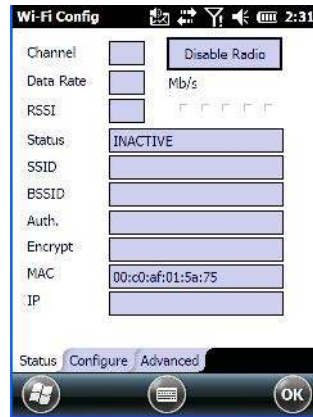 Wi-Fi Config 2:31
Channel Disable Radio
Data Rate Mb/s
RSSI
Status INACTIVE
SSID
BSSID
Auth.
Encrypt
MAC 00:c0:af:01:5a:75
IP
Status Configure Advanced
OK